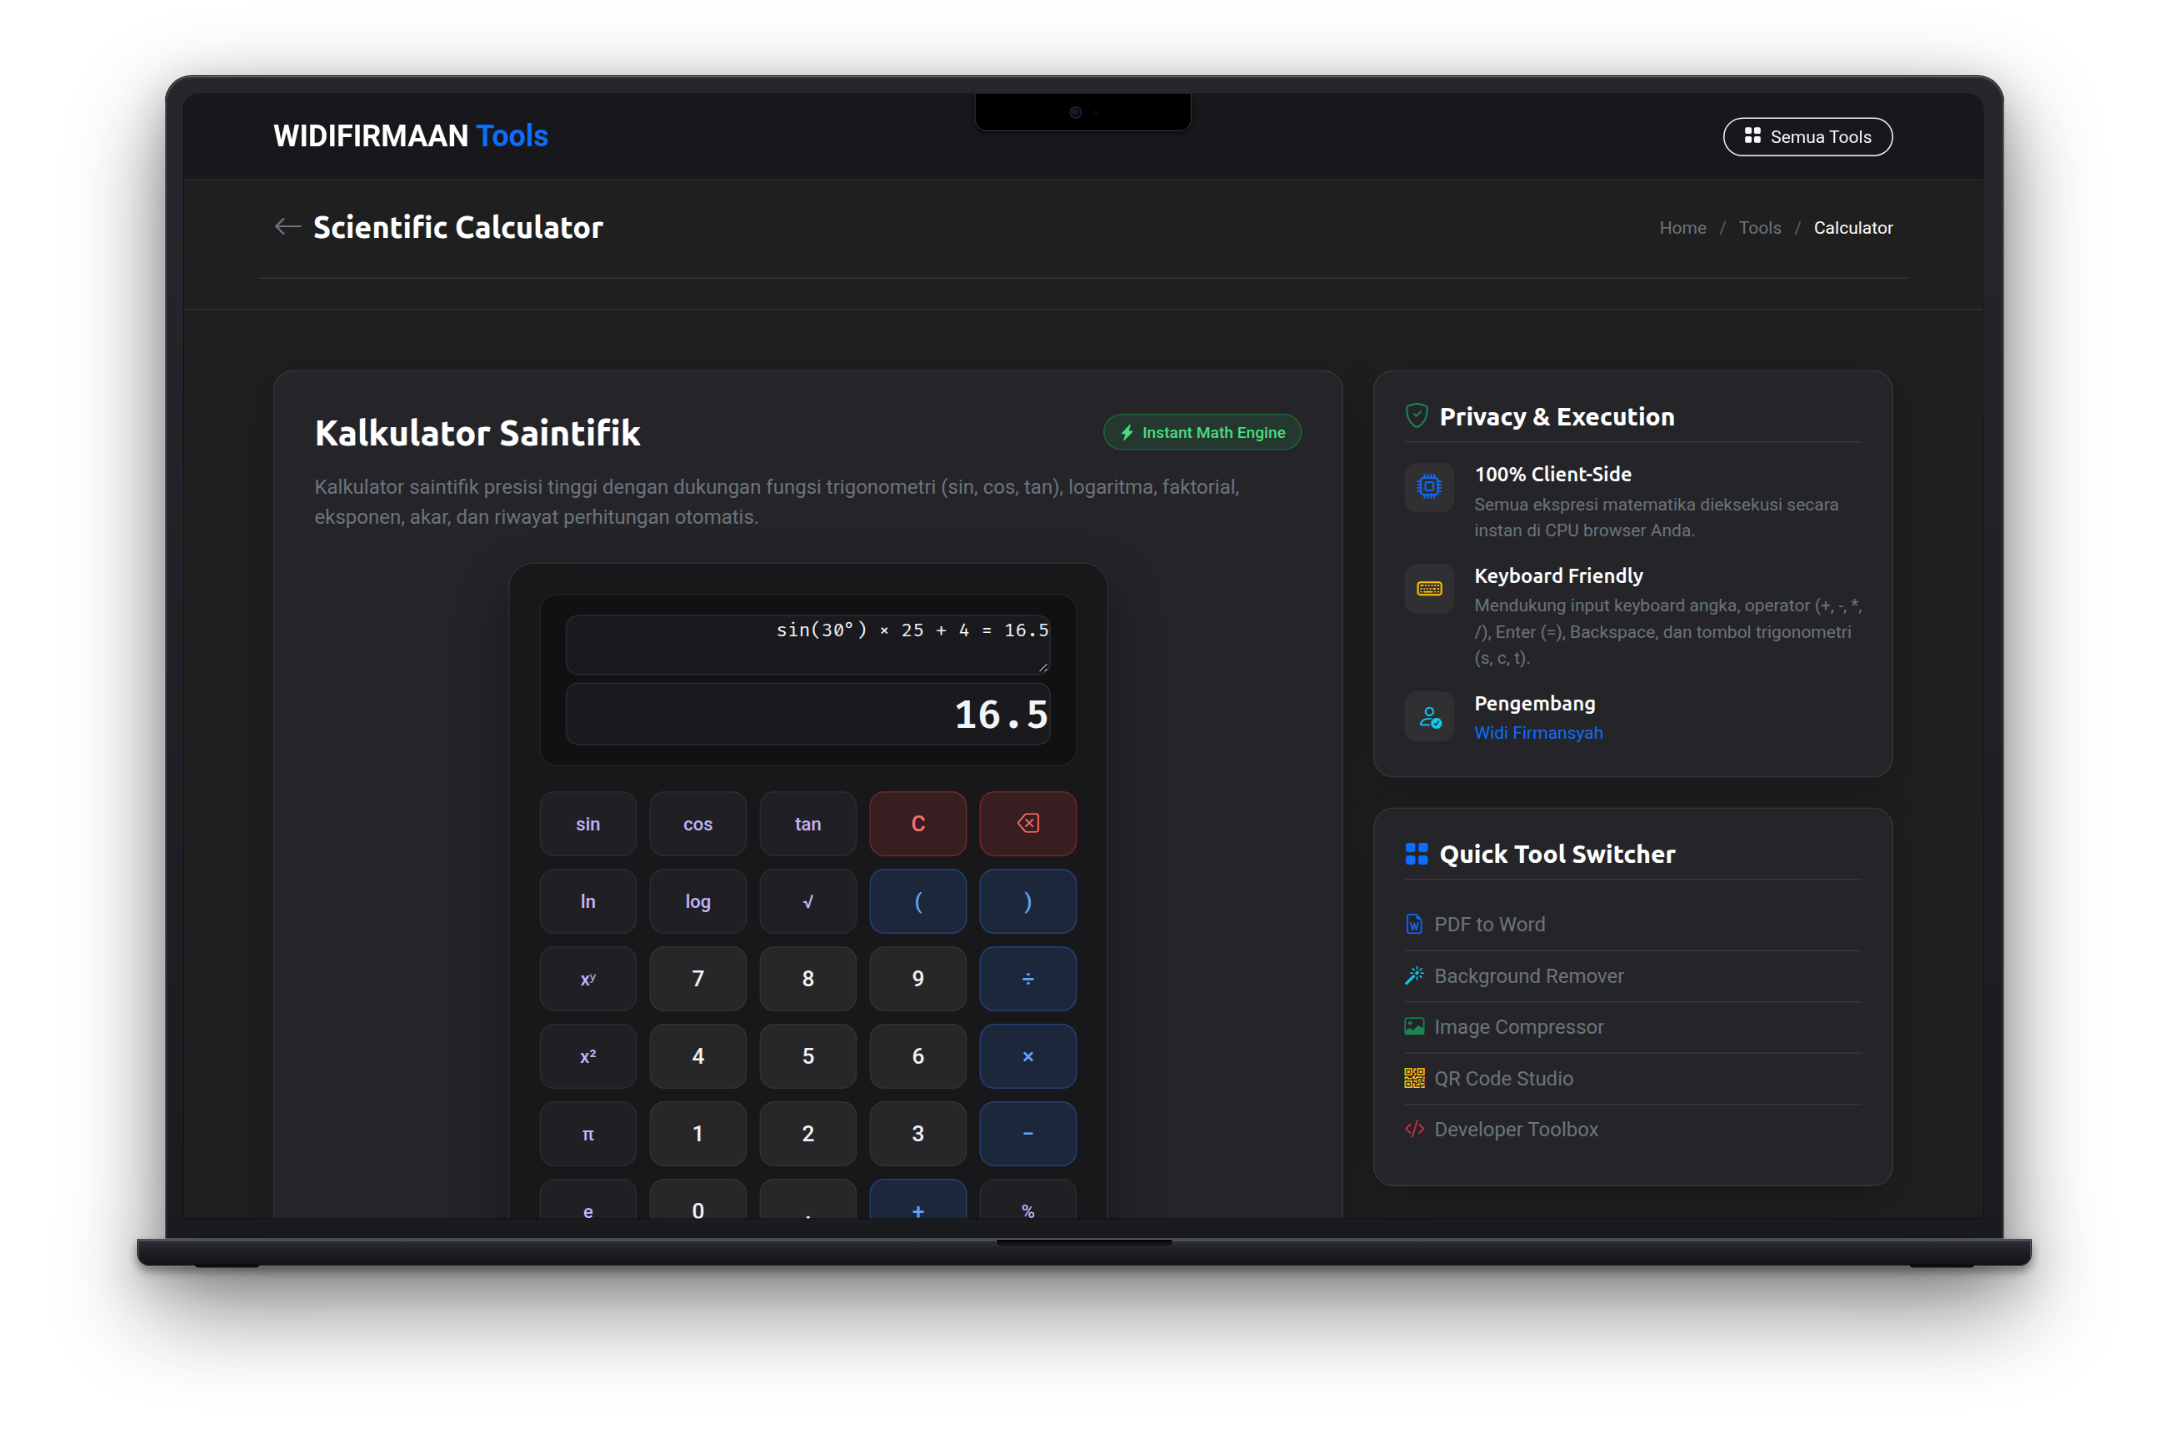 WIDIFIRMAAN Tools
Semua Tools
Scientific Calculator
Home / Tools / Calculator
Kalkulator Saintifik
Instant Math Engine
Kalkulator saintifik presisi tinggi dengan dukungan fungsi trigonometri (sin, cos, tan), logaritma, faktorial,
eksponen, akar, dan riwayat perhitungan otomatis.
sin(30°) × 25 + 4 = 16.5
16.5
sin cos tan C
ln log √ ( )
xʸ 7 8 9 ÷
x² 4 5 6 ×
π 1 2 3 −
e 0 . + %
Privacy & Execution
100% Client-Side
Semua ekspresi matematika dieksekusi secara
instan di CPU browser Anda.
Keyboard Friendly
Mendukung input keyboard angka, operator (+, -, *,
/), Enter (=), Backspace, dan tombol trigonometri
(s, c, t).
Pengembang
Widi Firmansyah
Quick Tool Switcher
PDF to Word
Background Remover
Image Compressor
QR Code Studio
Developer Toolbox